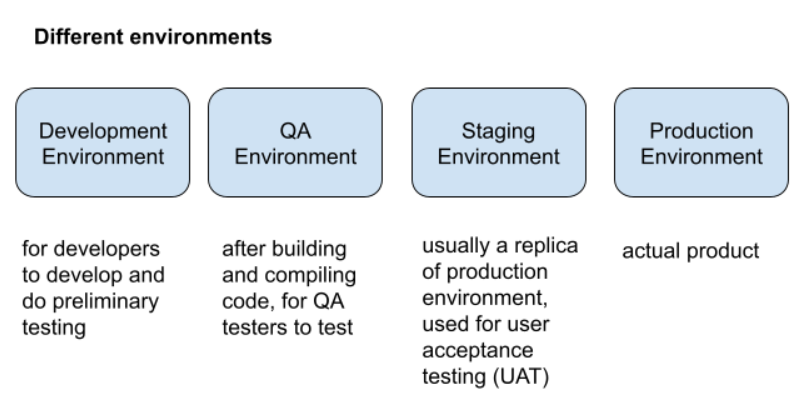 Different environments
Development
Environment
QA
Environment
Staging
Environment
Production
Environment
for developers
to develop and
do preliminary
testing
after building
and compiling
code, for QA
testers to test
usually a replica
of production
environment,
used for user
acceptance
testing (UAT)
actual product